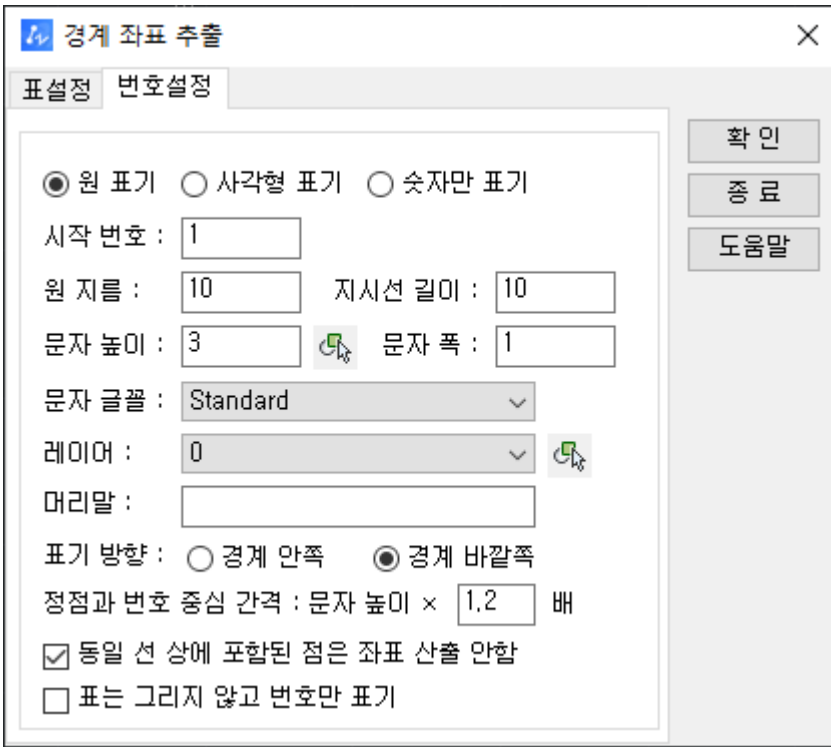 경계 좌표 추출
표설정 번호설정
원 표기 사각형 표기 숫자만 표기
시작 번호 : 1
원 지름 : 10 지시선 길이 : 10
문자 높이 : 3 문자 폭 : 1
문자 글꼴 : Standard
레이어 : 0
머리말 :
표기 방향 : 경계 안쪽 경계 바깥쪽
정점과 번호 중심 간격 : 문자 높이 × 1.2 배
동일 선 상에 포함된 점은 좌표 산출 안함
표는 그리지 않고 번호만 표기
확 인
종 료
도움말